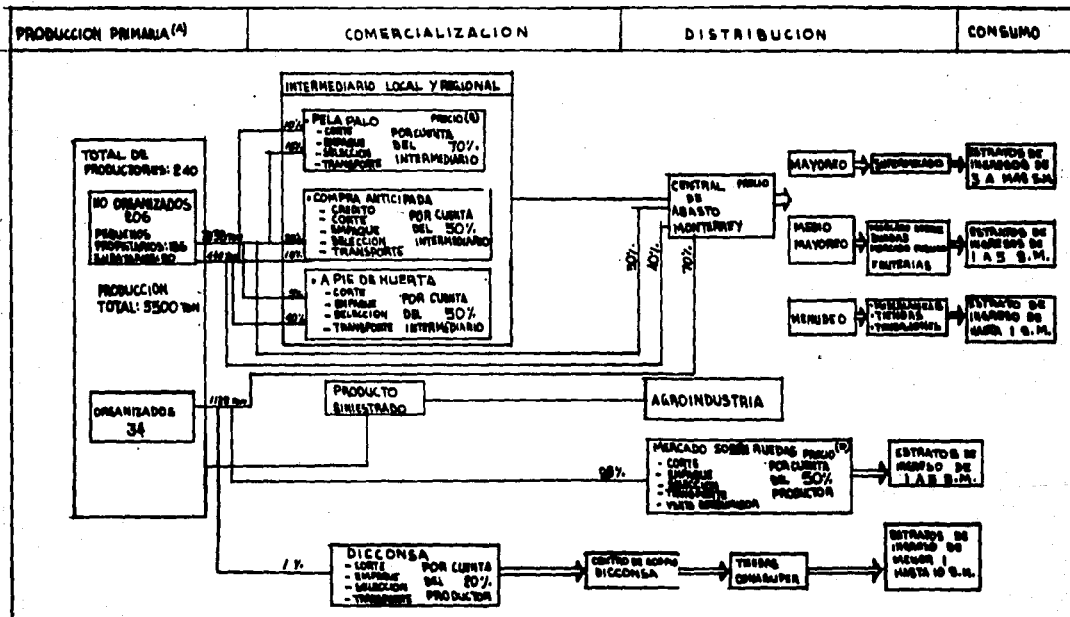 PRODUCCION PRIMARIA (A)
COMERCIALIZACION
DISTRIBUCION
CONSUMO
INTERMEDIARIO LOCAL Y REGIONAL
TOTAL DE
PRODUCTORES: 240
NO ORGANIZADOS
206
PEQUEÑOS
PROPIETARIOS:
PRODUCCION
TOTAL: 5500 TON
ORGANIZADOS
34
10%
10%
• PELA PALO PRECIO (B)
- CORTE POR CUENTA
- EMPAQUE DEL 70%
- SELECCION INTERMEDIARIO
- TRANSPORTE
• COMPRA ANTICIPADA
- CREDITO
- CORTE POR CUENTA
- EMPAQUE DEL 50%
- SELECCION INTERMEDIARIO
- TRANSPORTE
• A PIE DE HUERTA
- CORTE POR CUENTA
- EMPAQUE
- SELECCION DEL 50%
- TRANSPORTE INTERMEDIARIO
50%
40%
70%
CENTRAL PRECIO
DE
ABASTO
MONTERREY
MAYOREO
ESTRATOS DE
INGRESOS DE
3 A MAS S.M.
MEDIO
MAYOREO
FRUTERIAS
ESTRATOS DE
INGRESOS DE
1 A 5 S.M.
MENUDEO
• TIENDAS
ESTRATO DE
INGRESO DE
HASTA 1 S.M.
PRODUCTO
SINIESTRADO
AGROINDUSTRIA
MERCADO SOBRE RUEDAS PRECIO
- CORTE POR CUENTA
- EMPAQUE DEL 50%
- SELECCION
- TRANSPORTE PRODUCTOR
ESTRATOS DE
INGRESO DE
1 A 5 S.M.
1%
DICCONSA
- CORTE POR CUENTA
- EMPAQUE DEL 20%
- SELECCION
- TRANSPORTE PRODUCTOR
CENTRO DE ACOPIO
DICCONSA
TIENDAS
CONASUPER
ESTRATOS DE
INGRESO DE
MENOR 1
HASTA 10 S.M.